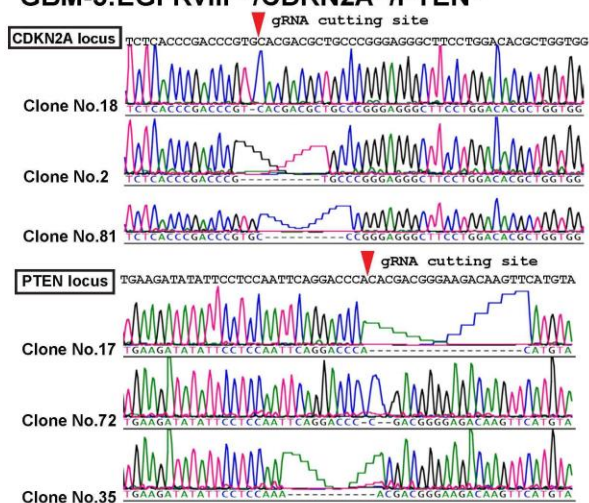 EGFRvIII /CDKN2A /PTEN
gRNA cutting site
CDKN2A locus TCTCACCCGACCCGTGCACGACGCTGCCCGGGAGGGCTTCCTGGACACGCTGGTGG
Clone No.18 TCTCACCCGACCCGT-CACGACGCTGCCCGGGAGGGCTTCCTGGACACGCTGGTGG
Clone No.2 TCTCACCCGACCCG----------TGCCCGGGAGGGCTTCCTGGACACGCTGGTGG
Clone No.81 TCTCACCCGACCCGTGC----------CCGGGAGGGCTTCCTGGACACGCTGGTGG
gRNA cutting site
PTEN locus TGAAGATATATTCCTCCAATTCAGGACCCACACGACGGGAAGACAAGTTCATGTA
Clone No.17 TGAAGATATATTCCTCCAATTCAGGACCCA-------------------CATGTA
Clone No.72 TGAAGATATATTCCTCCAATTCAGGACCC-C--GACGGGGAGACAAGTTCATGTA
Clone No.35 TGAAGATATATTCCTCCAAA-----------ACGACGGGAAGACAAGTTCATGTA